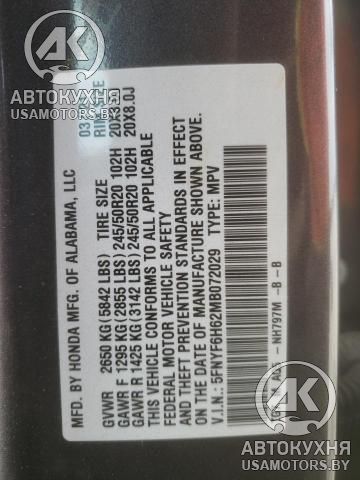 АВТОКУХНЯ
USAMOTORS.BY
MFD. BY HONDA MFG. OF ALABAMA, LLC
GVWR 2650 KG(5842 LBS) TIRE SIZE
GAWR F 1295 KG(2855 LBS) 245/50R20 102H 20X8.0J
GAWR R 1425 KG(3142 LBS) 245/50R20 102H 20X8.0J
THIS VEHICLE CONFORMS TO ALL APPLICABLE
FEDERAL MOTOR VEHICLE SAFETY
AND THEFT PREVENTION STANDARDS IN EFFECT
ON THE DATE OF MANUFACTURE SHOWN ABOVE.
V.I.N.: 5FNYF6H62MB072029 TYPE: MPV
NH797M -B -B
АВТОКУХНЯ
USAMOTORS.BY